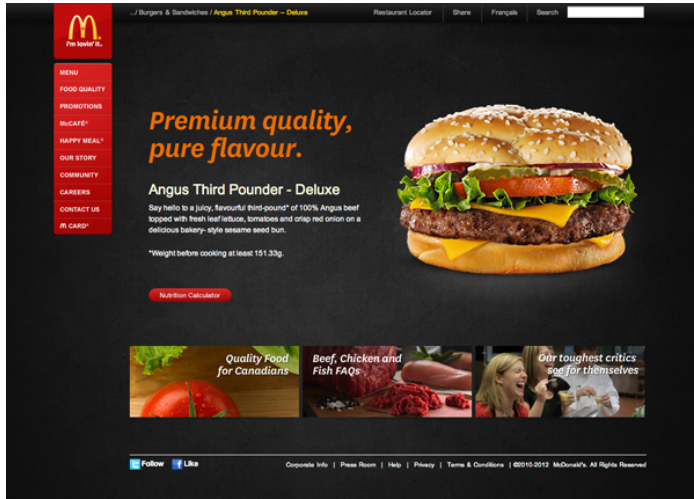 M
i'm lovin' it.
.../ Burgers & Sandwiches / Angus Third Pounder – Deluxe
Restaurant Locator
Share
Français
Search
MENU
FOOD QUALITY
PROMOTIONS
McCAFÉ®
HAPPY MEAL®
OUR STORY
COMMUNITY
CAREERS
CONTACT US
M CARD®
Premium quality,
pure flavour.
Angus Third Pounder - Deluxe
Say hello to a juicy, flavourful third-pound* of 100% Angus beef
topped with fresh leaf lettuce, tomatoes and crisp red onion on a
delicious bakery- style sesame seed bun.
*Weight before cooking at least 151.33g.
Nutrition Calculator
Quality Food
for Canadians
Beef, Chicken and
Fish FAQs
Our toughest critics
see for themselves
Follow
f Like
Corporate Info | Press Room | Help | Privacy | Terms & Conditions | ©2010-2012 McDonald's. All Rights Reserved